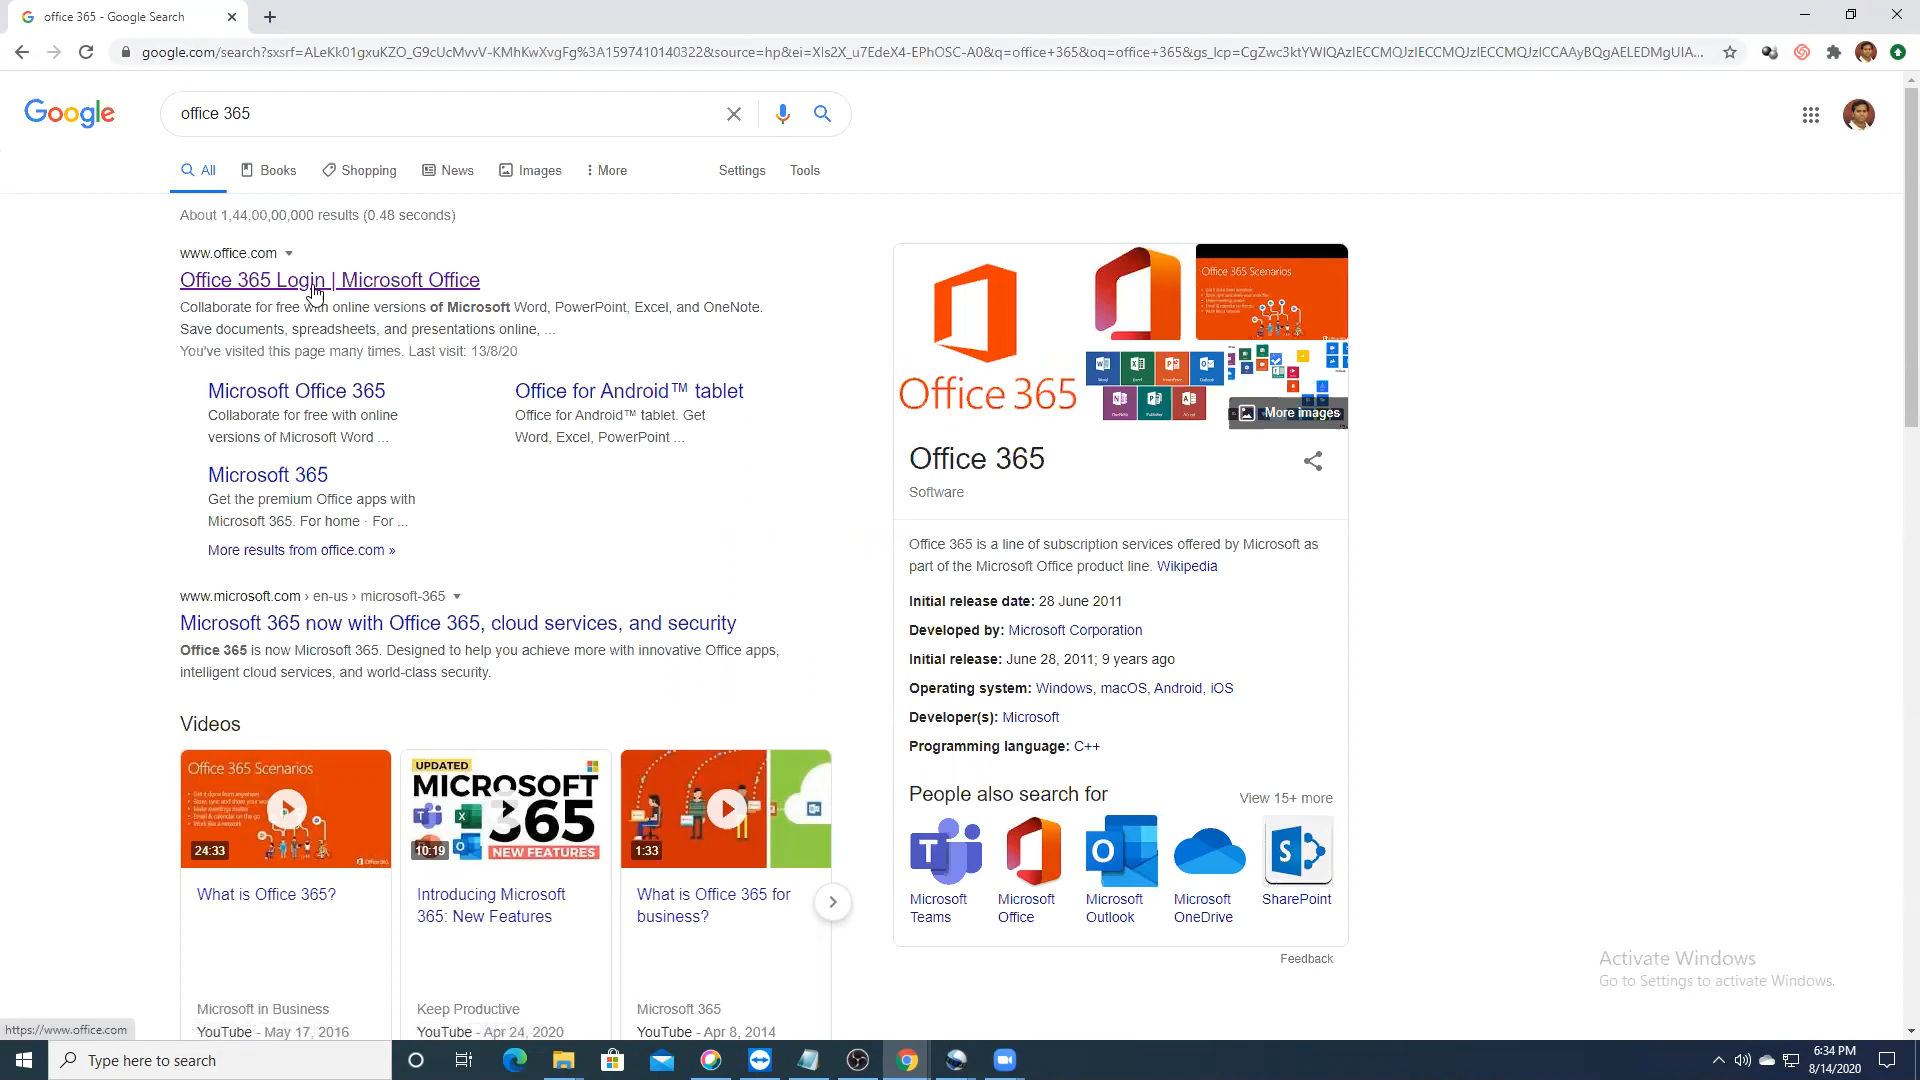 office 365 - Google Search
google.com/search?sxsrf=ALeKk01gxuKZO_G9cUcMvvV-KMhKwXvgFg%3A1597410140322&source=hp&ei=XIs2X_u7EdeX4-EPhOSC-A0&q=office+365&oq=office+365&gs_lcp=CgZwc3ktYWIQAzIECCMQJzIECCMQJzIECCMQJzICCAAyBQgAELEDMgUIA...
Google
office 365
All
Books
Shopping
News
Images
More
Settings
Tools
About 1,44,00,00,000 results (0.48 seconds)
www.office.com
Office 365 Login | Microsoft Office
Collaborate for free with online versions of Microsoft Word, PowerPoint, Excel, and OneNote.
Save documents, spreadsheets, and presentations online, ...
You've visited this page many times. Last visit: 13/8/20
Microsoft Office 365
Collaborate for free with online
versions of Microsoft Word ...
Office for Android™ tablet
Office for Android™ tablet. Get
Word, Excel, PowerPoint ...
Microsoft 365
Get the premium Office apps with
Microsoft 365. For home · For ...
More results from office.com »
www.microsoft.com › en-us › microsoft-365
Microsoft 365 now with Office 365, cloud services, and security
Office 365 is now Microsoft 365. Designed to help you achieve more with innovative Office apps,
intelligent cloud services, and world-class security.
Videos
Office 365 Scenarios
24:33
Office 365
What is Office 365?
Microsoft in Business
YouTube - May 17, 2016
UPDATED
MICROSOFT
365
NEW FEATURES
10:19
Introducing Microsoft
365: New Features
Keep Productive
YouTube - Apr 24, 2020
1:33
What is Office 365 for
business?
Microsoft 365
YouTube - Apr 8, 2014
Office 365
Office 365 Scenarios
More images
Office 365
Software
Office 365 is a line of subscription services offered by Microsoft as
part of the Microsoft Office product line. Wikipedia
Initial release date: 28 June 2011
Developed by: Microsoft Corporation
Initial release: June 28, 2011; 9 years ago
Operating system: Windows, macOS, Android, iOS
Developer(s): Microsoft
Programming language: C++
People also search for
View 15+ more
Microsoft
Teams
Microsoft
Office
Microsoft
Outlook
Microsoft
OneDrive
SharePoint
Feedback
Activate Windows
Go to Settings to activate Windows.
https://www.office.com
Type here to search
6:34 PM
8/14/2020